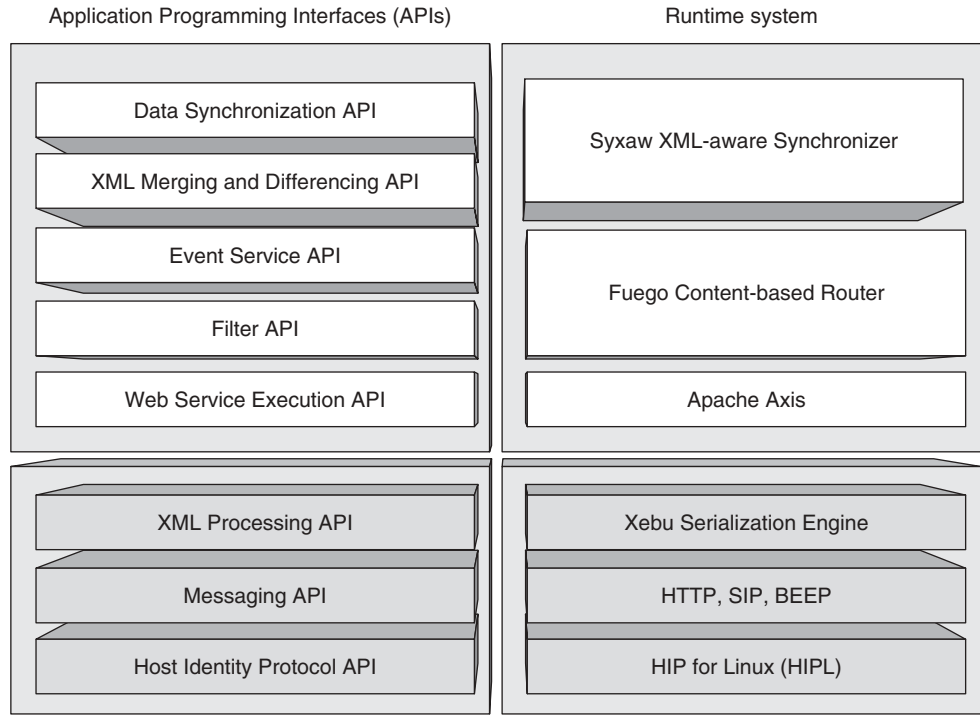 Application Programming Interfaces (APIs)
Data Synchronization API
XML Merging and Differencing API
Event Service API
Filter API
Web Service Execution API
XML Processing API
Messaging API
Host Identity Protocol API
Runtime system
Syxaw XML-aware Synchronizer
Fuego Content-based Router
Apache Axis
Xebu Serialization Engine
HTTP, SIP, BEEP
HIP for Linux (HIPL)